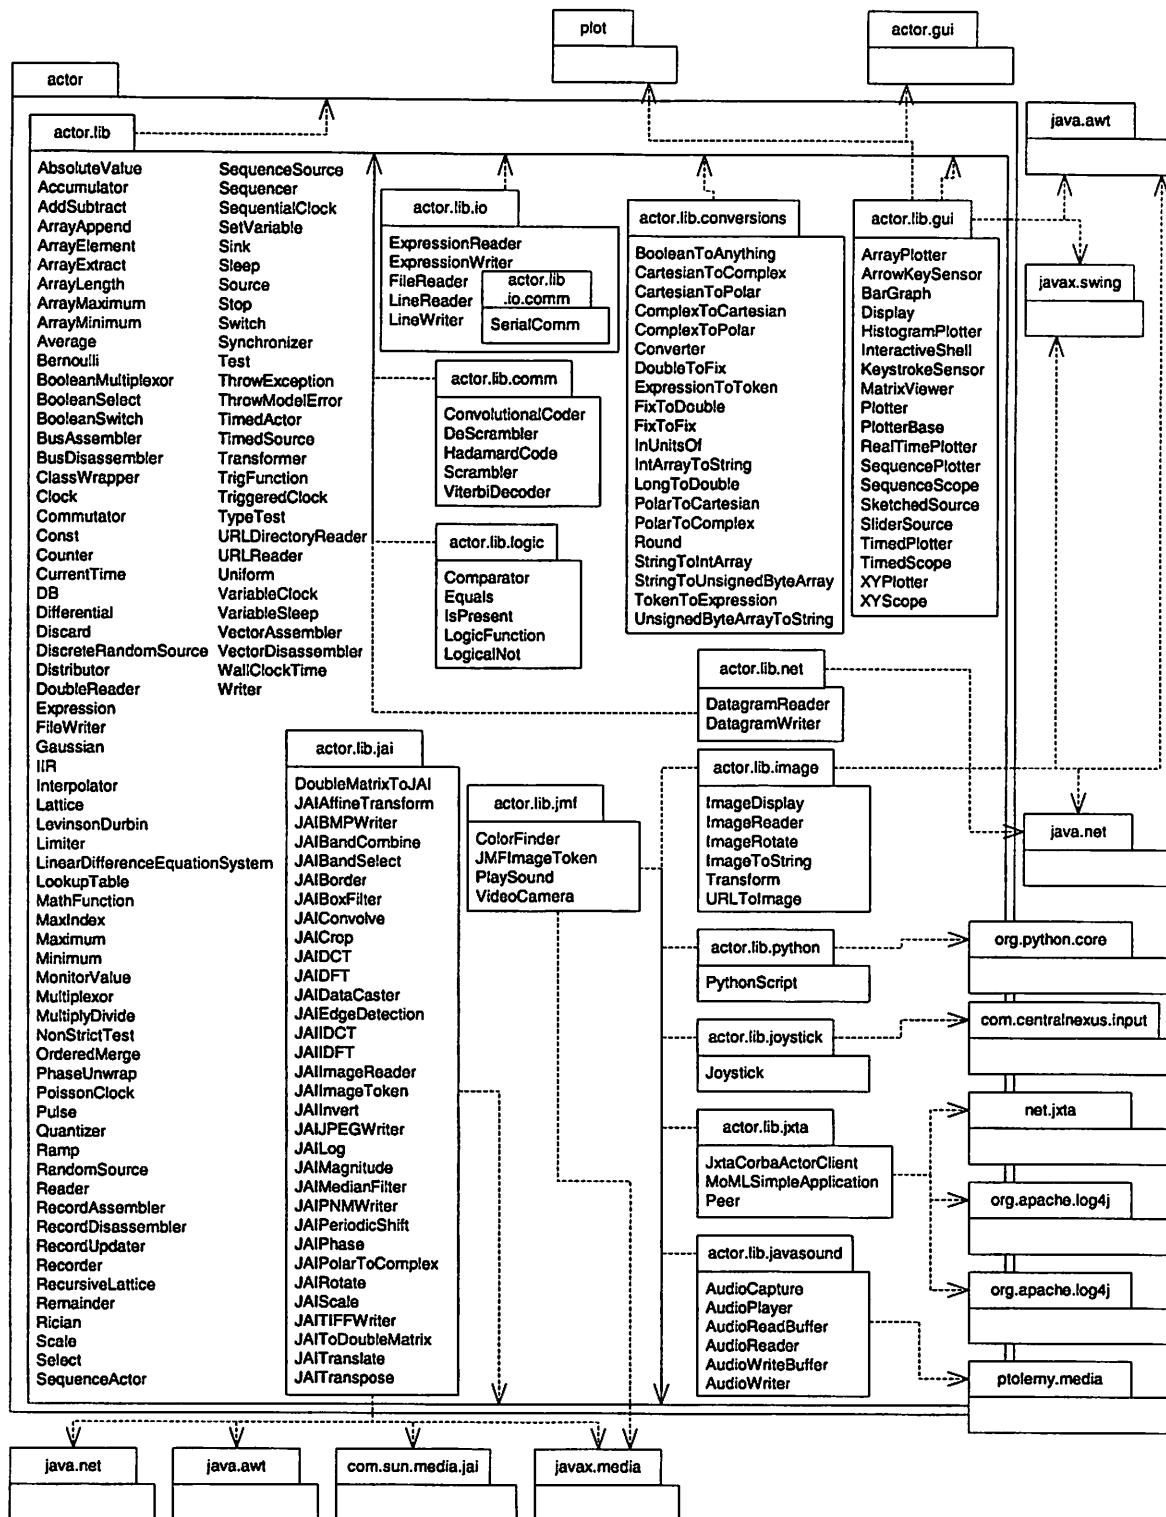 plot
actor.gui
actor
java.awt
actor.lib
AbsoluteValue
Accumulator
AddSubtract
ArrayAppend
ArrayElement
ArrayExtract
ArrayLength
ArrayMaximum
ArrayMinimum
Average
Bernoulli
BooleanMultiplexor
BooleanSelect
BooleanSwitch
BusAssembler
BusDisassembler
ClassWrapper
Clock
Commutator
Const
Counter
CurrentTime
DB
Differential
Discard
DiscreteRandomSource
Distributor
DoubleReader
Expression
FileWriter
Gaussian
IIR
Interpolator
Lattice
LevinsonDurbin
Limiter
LinearDifferenceEquationSystem
LookupTable
MathFunction
MaxIndex
Maximum
Minimum
MonitorValue
Multiplexor
MultiplyDivide
NonStrictTest
OrderedMerge
PhaseUnwrap
PoissonClock
Pulse
Quantizer
Ramp
RandomSource
Reader
RecordAssembler
RecordDisassembler
RecordUpdater
Recorder
RecursiveLattice
Remainder
Rician
Scale
Select
SequenceActor
SequenceSource
Sequencer
SequentialClock
SetVariable
Sink
Sleep
Source
Stop
Switch
Synchronizer
Test
ThrowException
ThrowModelError
TimedActor
TimedSource
Transformer
TrigFunction
TriggeredClock
TypeTest
URLDirectoryReader
URLReader
Uniform
VariableClock
VariableSleep
VectorAssembler
VectorDisassembler
WallClockTime
Writer
actor.lib.io
ExpressionReader
ExpressionWriter
FileReader
LineReader
LineWriter
actor.lib
.io.comm
SerialComm
actor.lib.comm
ConvolutionalCoder
DeScrambler
HadamardCode
Scrambler
ViterbiDecoder
actor.lib.logic
Comparator
Equals
IsPresent
LogicFunction
LogicalNot
actor.lib.conversions
BooleanToAnything
CartesianToComplex
CartesianToPolar
ComplexToCartesian
ComplexToPolar
Converter
DoubleToFix
ExpressionToToken
FixToDouble
FixToFix
InUnitsOf
IntArrayToString
LongToDouble
PolarToCartesian
PolarToComplex
Round
StringToIntArray
StringToUnsignedByteArray
TokenToExpression
UnsignedByteArrayToString
actor.lib.gui
ArrayPlotter
ArrowKeySensor
BarGraph
Display
HistogramPlotter
InteractiveShell
KeystrokeSensor
MatrixViewer
Plotter
PlotterBase
RealTimePlotter
SequencePlotter
SequenceScope
SketchedSource
SliderSource
TimedPlotter
TimedScope
XYPlotter
XYScope
javax.swing
actor.lib.net
DatagramReader
DatagramWriter
actor.lib.jai
DoubleMatrixToJAI
JAIAffineTransform
JAIBMPWriter
JAIBandCombine
JAIBandSelect
JAIBorder
JAIBoxFilter
JAIConvolve
JAICrop
JAIDCT
JAIDFT
JAIDataCaster
JAIEdgeDetection
JAIIDCT
JAIIDFT
JAIImageReader
JAIImageToken
JAIInvert
JAIJPEGWriter
JAILog
JAIMagnitude
JAIMedianFilter
JAIPNMWriter
JAIPeriodicShift
JAIPhase
JAIPolarToComplex
JAIRotate
JAIScale
JAITIFFWriter
JAIToDoubleMatrix
JAITranslate
JAITranspose
actor.lib.jmf
ColorFinder
JMFImageToken
PlaySound
VideoCamera
actor.lib.image
ImageDisplay
ImageReader
ImageRotate
ImageToString
Transform
URLToImage
java.net
actor.lib.python
PythonScript
org.python.core
actor.lib.joystick
Joystick
com.centralnexus.input
actor.lib.jxta
JxtaCorbaActorClient
MoMLSimpleApplication
Peer
net.jxta
org.apache.log4j
org.apache.log4j
actor.lib.javasound
AudioCapture
AudioPlayer
AudioReadBuffer
AudioReader
AudioWriteBuffer
AudioWriter
ptolemy.media
java.net
java.awt
com.sun.media.jai
javax.media